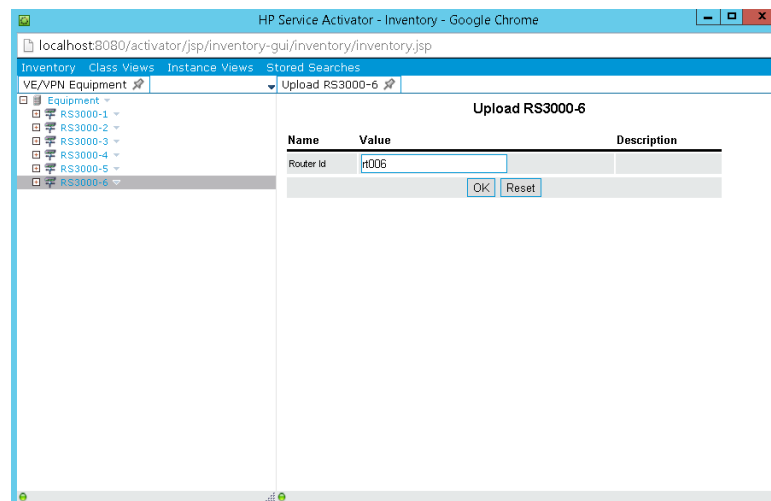 HP Service Activator - Inventory - Google Chrome
localhost:8080/activator/jsp/inventory-gui/inventory/inventory.jsp
Inventory Class Views Instance Views Stored Searches
VE/VPN Equipment Upload RS3000-6
Equipment
RS3000-1
RS3000-2
RS3000-3
RS3000-4
RS3000-5
RS3000-6
Upload RS3000-6
Name Value Description
Router Id rt006
OK Reset